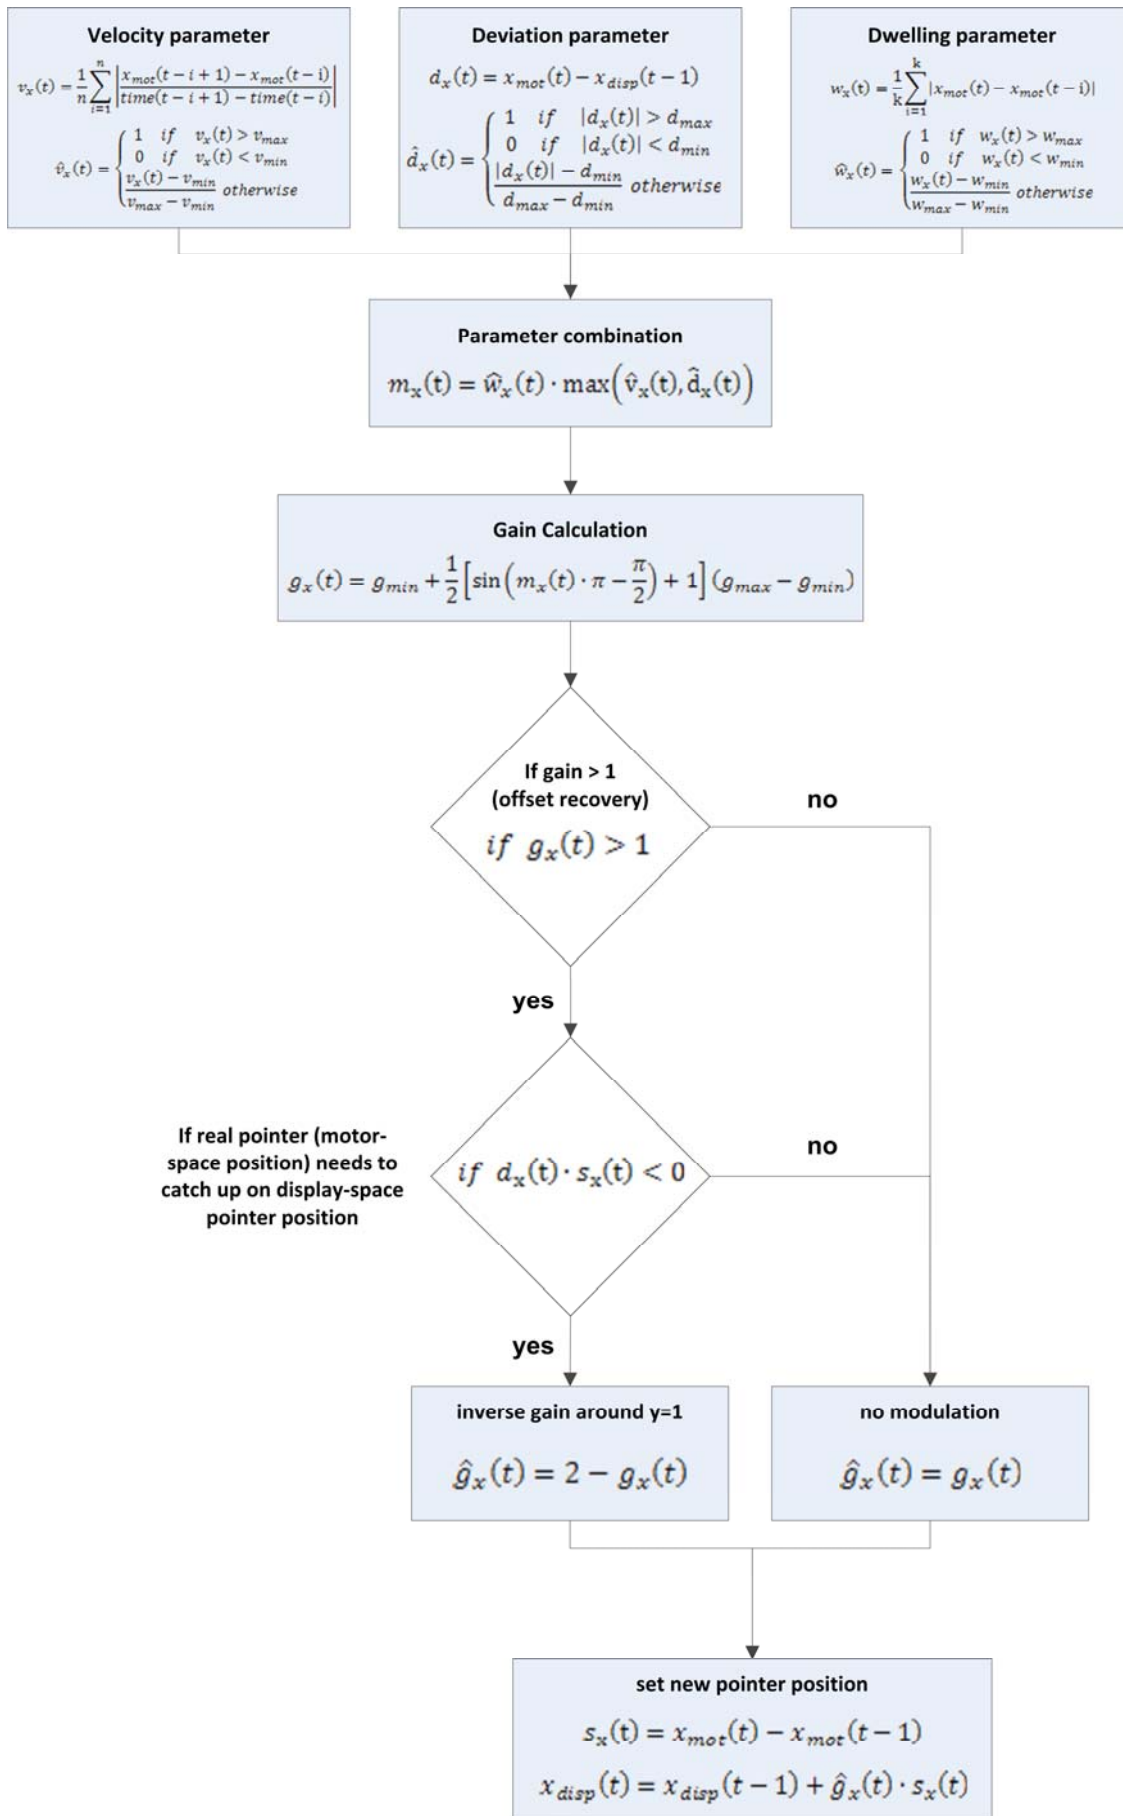 Velocity parameter
v_x(t) = 1/n ∑_{i=1}^{n} |(x_mot(t − i + 1) − x_mot(t − i)) / (time(t − i + 1) − time(t − i))|
v̂_x(t) = { 1 if v_x(t) > v_max
0 if v_x(t) < v_min
(v_x(t) − v_min) / (v_max − v_min) otherwise
Deviation parameter
d_x(t) = x_mot(t) − x_disp(t − 1)
d̂_x(t) = { 1 if |d_x(t)| > d_max
0 if |d_x(t)| < d_min
(|d_x(t)| − d_min) / (d_max − d_min) otherwise
Dwelling parameter
w_x(t) = 1/k ∑_{i=1}^{k} |x_mot(t) − x_mot(t − i)|
ŵ_x(t) = { 1 if w_x(t) > w_max
0 if w_x(t) < w_min
(w_x(t) − w_min) / (w_max − w_min) otherwise
Parameter combination
m_x(t) = ŵ_x(t) · max(v̂_x(t), d̂_x(t))
Gain Calculation
g_x(t) = g_min + 1/2 [sin(m_x(t) · π − π/2) + 1] (g_max − g_min)
If gain > 1
(offset recovery)
if g_x(t) > 1
no
yes
If real pointer (motor-
space position) needs to
catch up on display-space
pointer position
if d_x(t) · s_x(t) < 0
no
yes
inverse gain around y=1
ĝ_x(t) = 2 − g_x(t)
no modulation
ĝ_x(t) = g_x(t)
set new pointer position
s_x(t) = x_mot(t) − x_mot(t − 1)
x_disp(t) = x_disp(t − 1) + ĝ_x(t) · s_x(t)